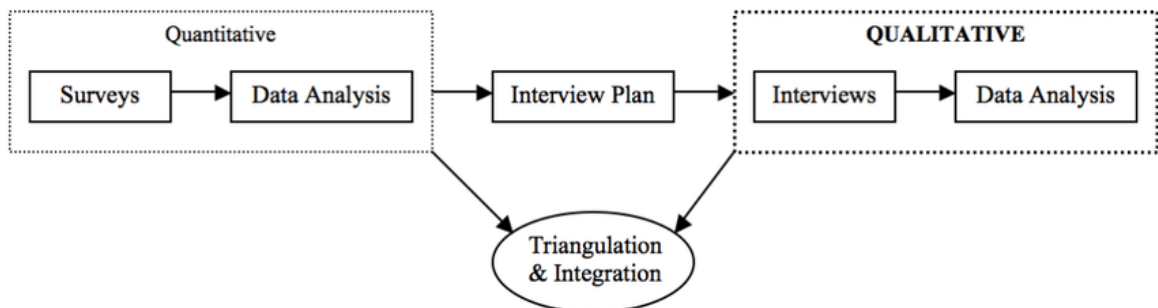 Quantitative
QUALITATIVE
Surveys
Data Analysis
Interview Plan
Interviews
Data Analysis
Triangulation
& Integration